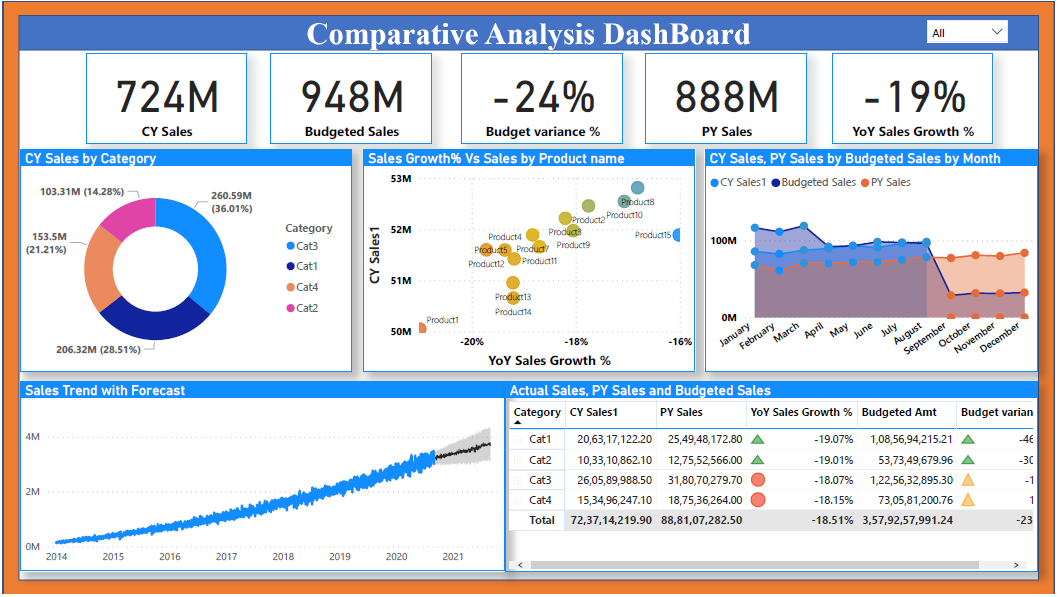 Comparative Analysis DashBoard
All
724M
CY Sales
948M
Budgeted Sales
-24%
Budget variance %
888M
PY Sales
-19%
YoY Sales Growth %
CY Sales by Category
103.31M (14.28%)
260.59M
(36.01%)
153.5M
(21.21%)
206.32M (28.51%)
Category
Cat3
Cat1
Cat4
Cat2
Sales Growth% Vs Sales by Product name
CY Sales1
53M
52M
51M
50M
Product8
Product10
Product2
Product3
Product9
Product15
Product4
Product5
Product7
Product12
Product11
Product13
Product14
Product1
-20%
-18%
-16%
YoY Sales Growth %
CY Sales, PY Sales by Budgeted Sales by Month
CY Sales1 Budgeted Sales PY Sales
100M
0M
January
February
March
April
May
June
July
August
September
October
November
December
Sales Trend with Forecast
4M
2M
0M
2014 2015 2016 2017 2018 2019 2020 2021
Actual Sales, PY Sales and Budgeted Sales
Category CY Sales1 PY Sales YoY Sales Growth % Budgeted Amt Budget varian
Cat1 20,63,17,122.20 25,49,48,172.80 -19.07% 1,08,56,94,215.21 -46
Cat2 10,33,10,862.10 12,75,52,566.00 -19.01% 53,73,49,679.96 -30
Cat3 26,05,89,988.50 31,80,70,279.70 -18.07% 1,22,56,32,895.30 -1
Cat4 15,34,96,247.10 18,75,36,264.00 -18.15% 73,05,81,200.76 1
Total 72,37,14,219.90 88,81,07,282.50 -18.51% 3,57,92,57,991.24 -23